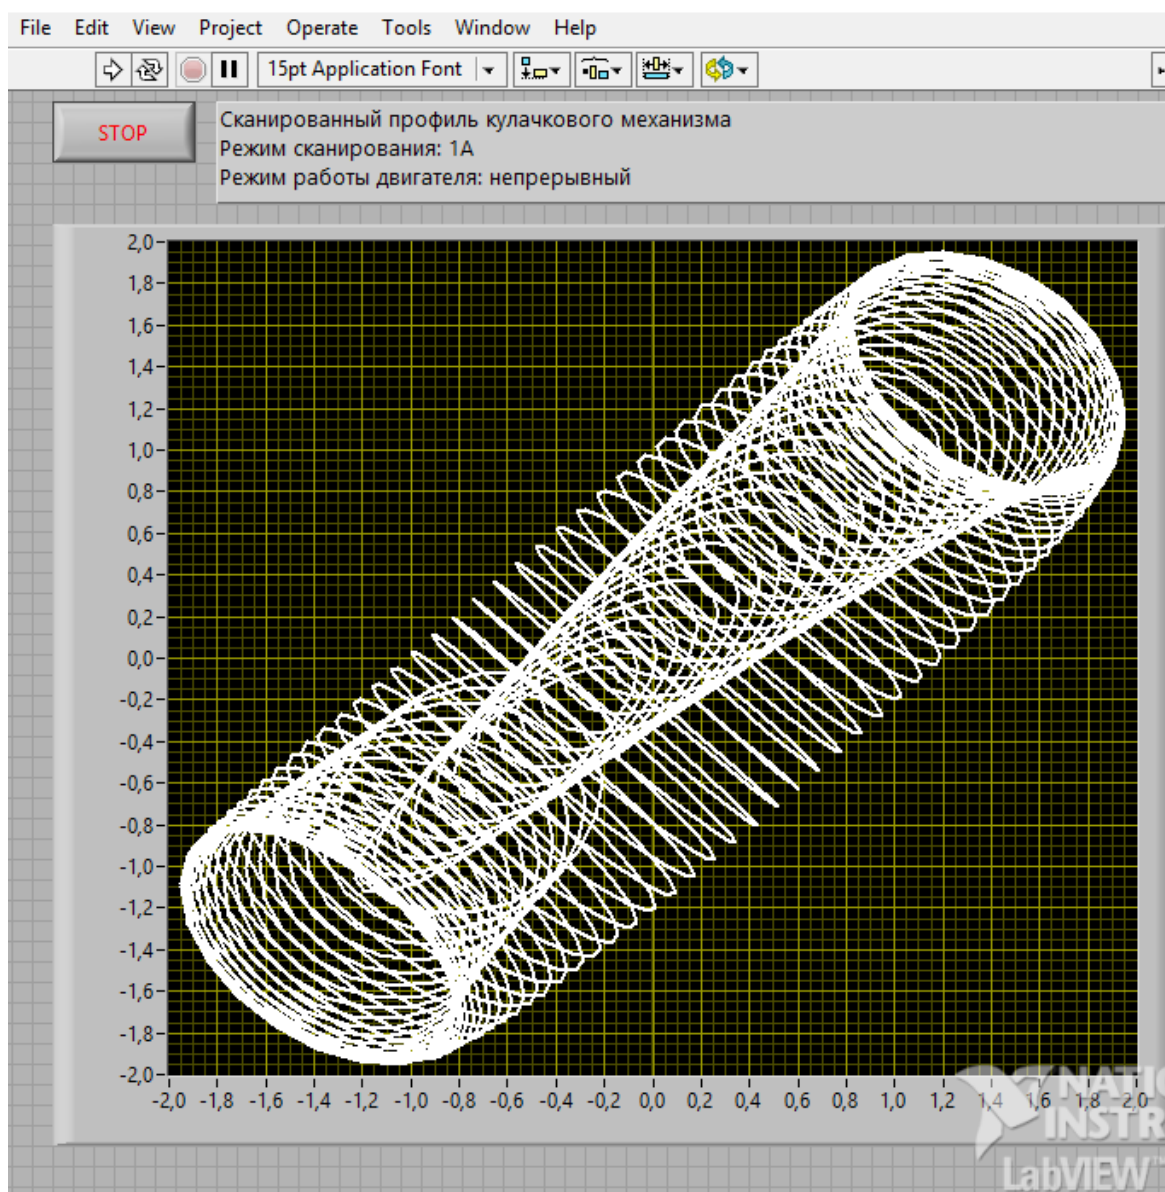 File Edit View Project Operate Tools Window Help
15pt Application Font
STOP
Сканированный профиль кулачкового механизма
Режим сканирования: 1А
Режим работы двигателя: непрерывный
2,0
1,8
1,6
1,4
1,2
1,0
0,8
0,6
0,4
0,2
0,0
-0,2
-0,4
-0,6
-0,8
-1,0
-1,2
-1,4
-1,6
-1,8
-2,0
-2,0 -1,8 -1,6 -1,4 -1,2 -1,0 -0,8 -0,6 -0,4 -0,2 0,0 0,2 0,4 0,6 0,8 1,0 1,2 1,4 1,6 1,8 2,0
NATIO
INSTR
LabVIEW™